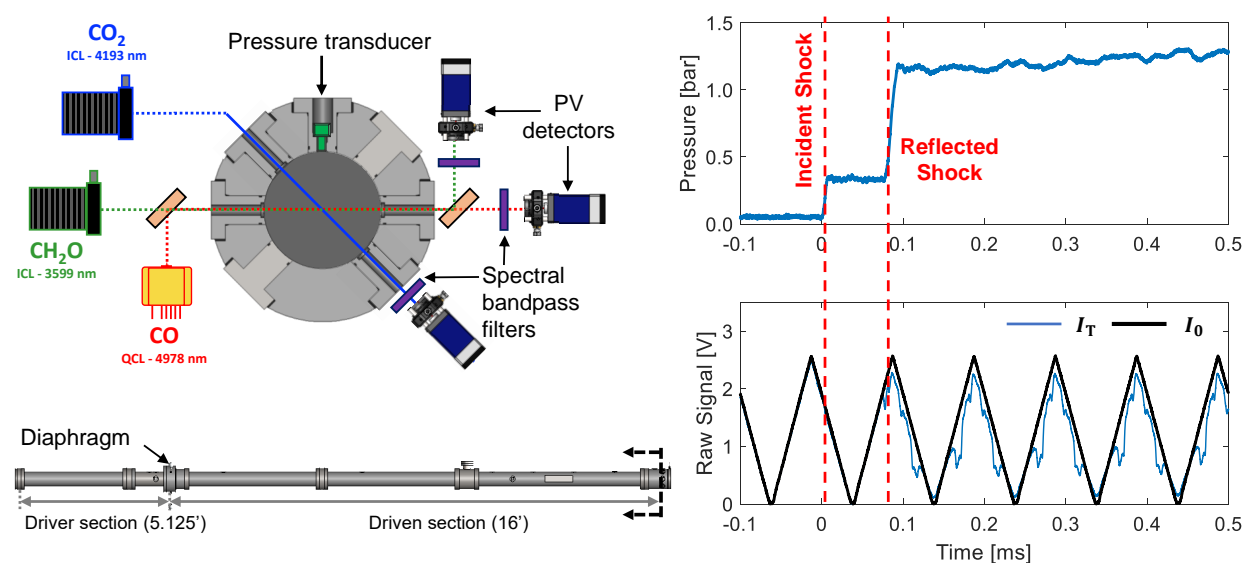 CO₂
ICL - 4193 nm
Pressure transducer
PV
detectors
CH₂O
ICL - 3599 nm
CO
QCL - 4978 nm
Spectral
bandpass
filters
Diaphragm
Driver section (5.125’)
Driven section (16’)
Pressure [bar]
1.5
1.0
0.5
0.0
Incident Shock
Reflected
Shock
-0.1 0 0.1 0.2 0.3 0.4 0.5
Raw Signal [V]
3
2
1
0
I_T I₀
-0.1 0 0.1 0.2 0.3 0.4 0.5
Time [ms]